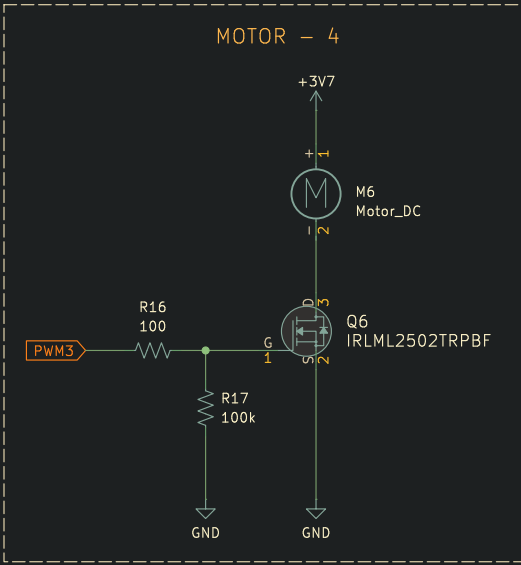 MOTOR - 4
+3V7
+ 1
M
M6
Motor_DC
- 2
D 3
R16
100
Q6
IRLML2502TRPBF
PWM3
G
1
S 2
R17
100k
GND
GND